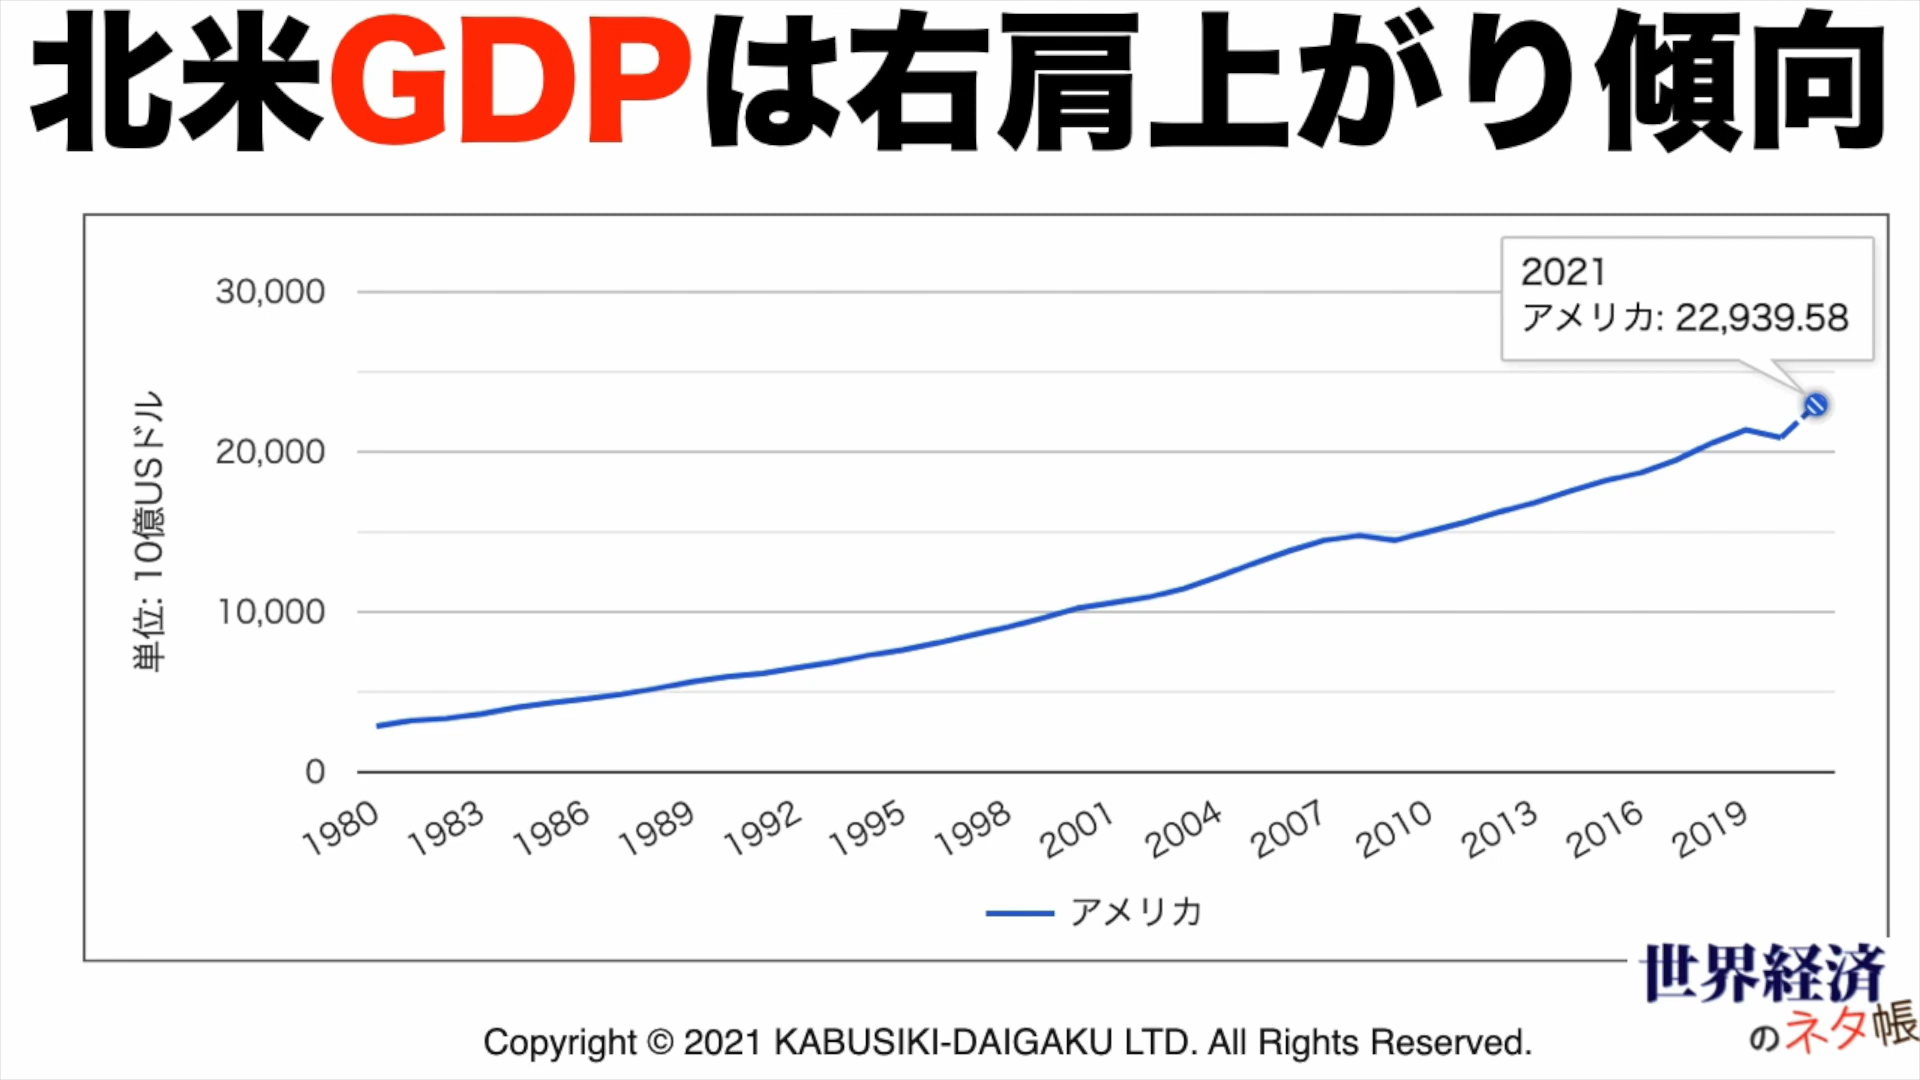 北米GDPは右肩上がり傾向
2021
アメリカ: 22,939.58
単位: 10億USドル
30,000
20,000
10,000
0
1980
1983
1986
1989
1992
1995
1998
2001
2004
2007
2010
2013
2016
2019
アメリカ
世界経済
のネタ帳
Copyright © 2021 KABUSIKI-DAIGAKU LTD. All Rights Reserved.